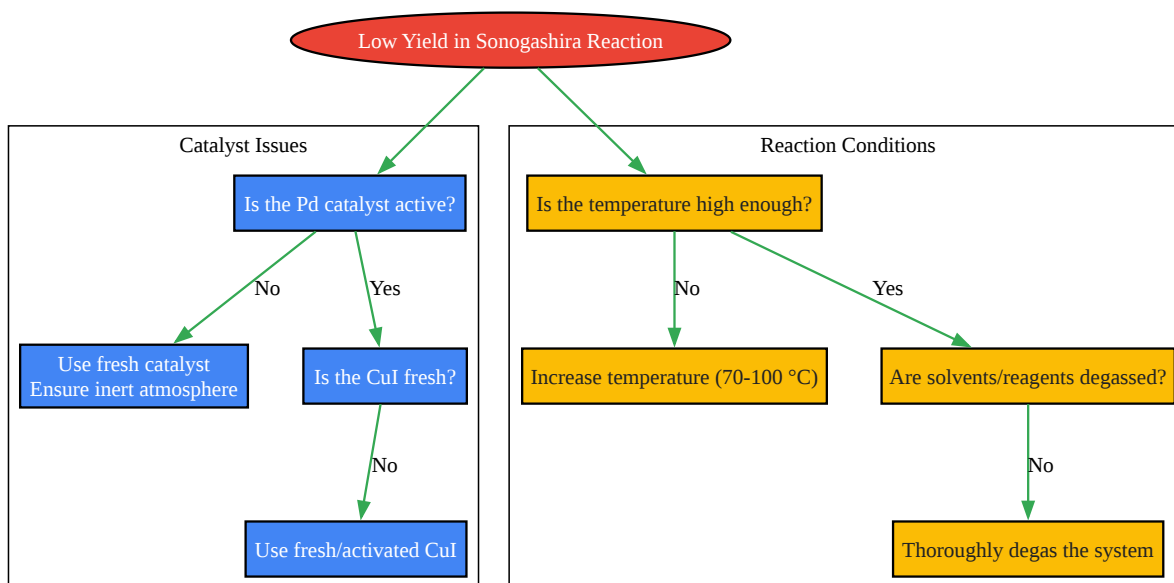 Low Yield in Sonogashira Reaction
Catalyst Issues
Reaction Conditions
Is the Pd catalyst active?
Is the temperature high enough?
No
Yes
No
Yes
Use fresh catalyst
Ensure inert atmosphere
Is the CuI fresh?
Increase temperature (70-100 °C)
Are solvents/reagents degassed?
No
No
Use fresh/activated CuI
Thoroughly degas the system